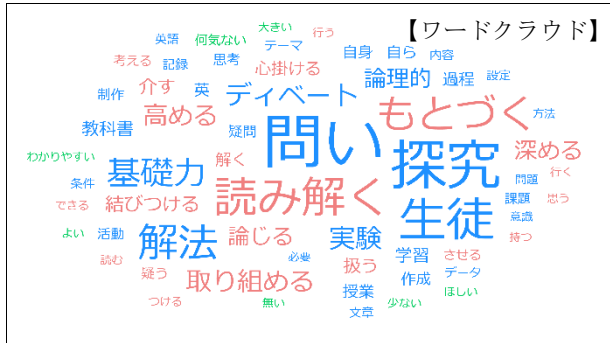 【ワードクラウド】
英語
何気ない
大きい
行う
テーマ
考える
記録
思考
心掛ける
自身
自ら
内容
制作
介す
英
ディベート
論理的
過程
設定
教科書
高める
疑問
問い
もとづく
方法
わかりやすい
基礎力
解く
探究
深める
条件
読み解く
問題
行く
できる
結びつける
生徒
課題
思う
意識
よい
活動
解法
論じる
実験
持つ
読む
疑う
取り組める
必要
扱う
学習
させる
作成
データ
つける
無い
授業
少ない
ほしい
文章